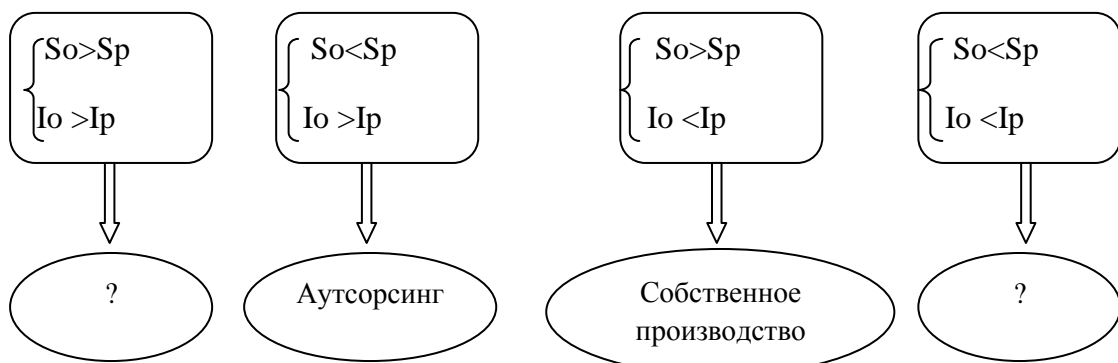 So>Sp
Io >Ip
So<Sp
Io >Ip
So>Sp
Io <Ip
So<Sp
Io <Ip
?
Аутсорсинг
Собственное
производство
?